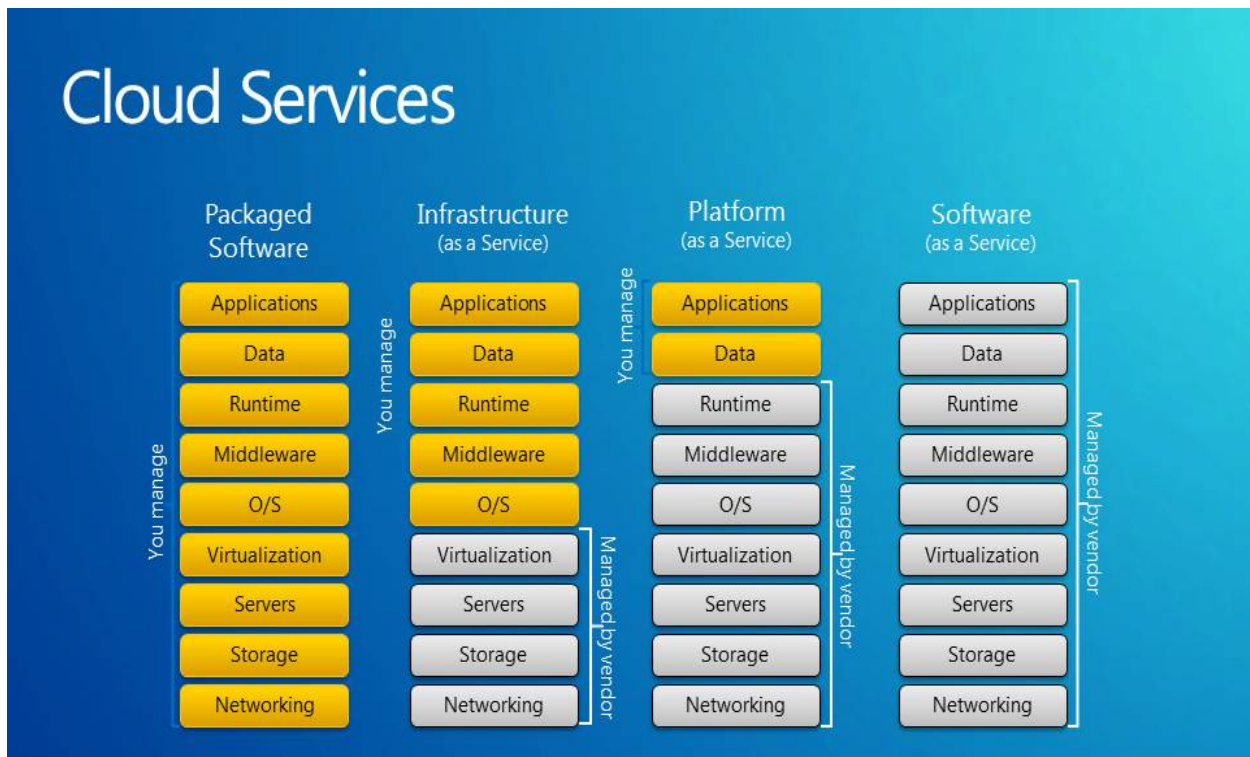 Cloud Services
Packaged
Software
You manage
Applications
Data
Runtime
Middleware
O/S
Virtualization
Servers
Storage
Networking
Infrastructure
(as a Service)
You manage
Applications
Data
Runtime
Middleware
O/S
Virtualization
Servers
Storage
Networking
Managed by vendor
Platform
(as a Service)
You manage
Applications
Data
Runtime
Middleware
O/S
Virtualization
Servers
Storage
Networking
Managed by vendor
Software
(as a Service)
Applications
Data
Runtime
Middleware
O/S
Virtualization
Servers
Storage
Networking
Managed by vendor